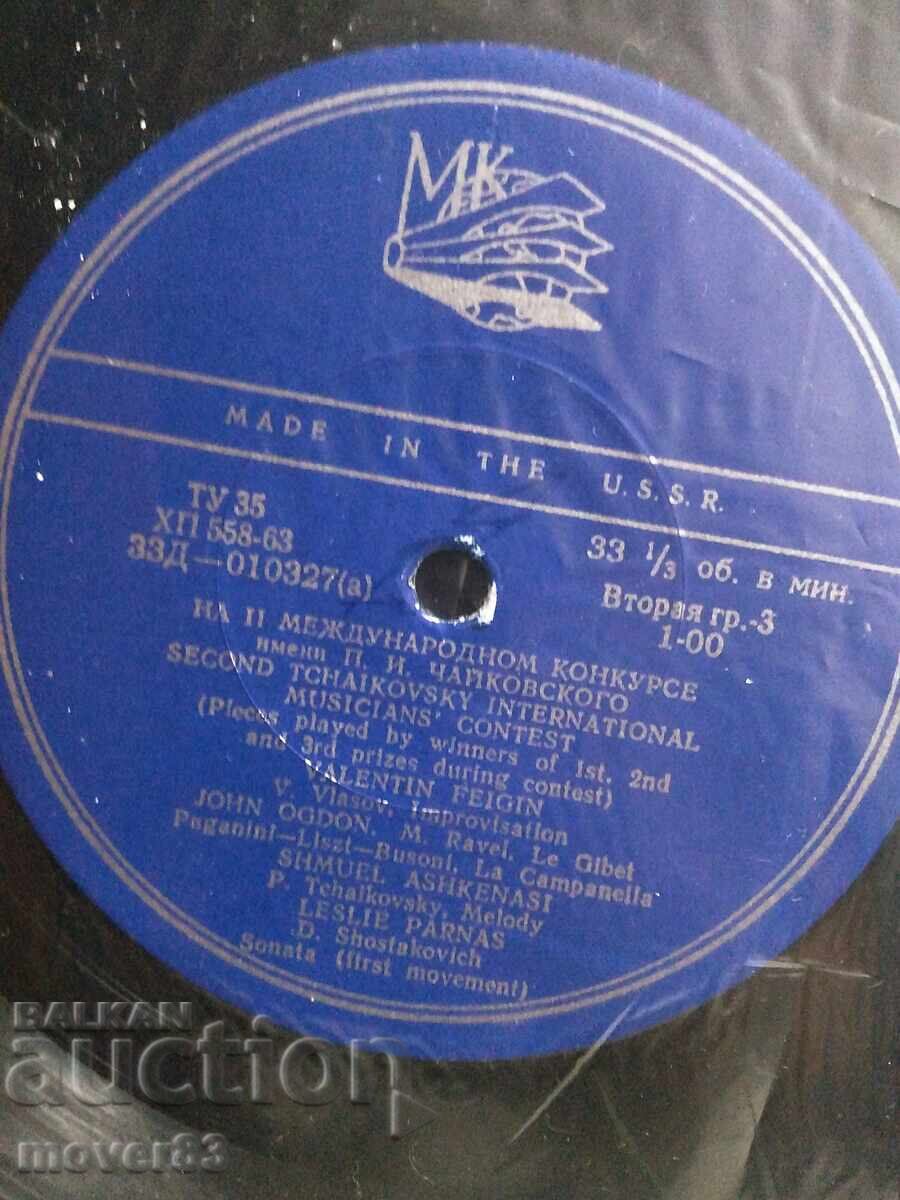 МК
MADE IN THE U.S.S.R.
ТУ 35
ХП 558-63
33Д—010327(а)
33 1/3 об. в мин.
Вторая гр.-3
1-00
НА II МЕЖДУНАРОДНОМ КОНКУРСЕ
имени П. И. ЧАЙКОВСКОГО
SECOND TCHAIKOVSKY INTERNATIONAL
MUSICIANS' CONTEST
(Pieces played by winners of 1st. 2nd
and 3rd prizes during contest)
VALENTIN FEIGIN
V. Vlasov, Improvisation
JOHN OGDON. M. Ravel, Le Gibet
Paganini—Liszt—Busoni, La Campanella
SHMUEL ASHKENASI
P. Tchaikovsky, Melody
LESLIE PARNAS
D. Shostakovich
Sonata (first movement)
BALKAN
auction
mover83